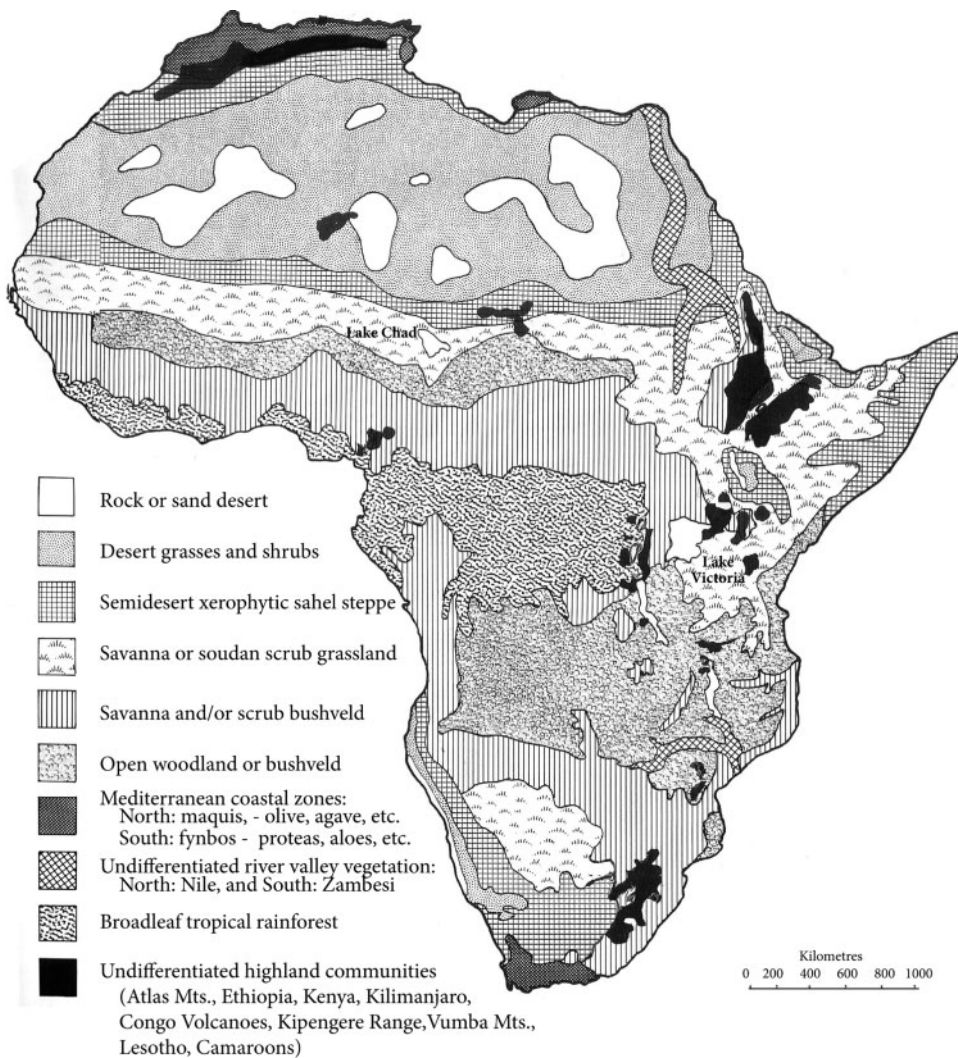 Lake Chad
Lake
Victoria
Rock or sand desert
Desert grasses and shrubs
Semidesert xerophytic sahel steppe
Savanna or soudan scrub grassland
Savanna and/or scrub bushveld
Open woodland or bushveld
Mediterranean coastal zones:
North: maquis, - olive, agave, etc.
South: fynbos - proteas, aloes, etc.
Undifferentiated river valley vegetation:
North: Nile, and South: Zambesi
Broadleaf tropical rainforest
Undifferentiated highland communities
(Atlas Mts., Ethiopia, Kenya, Kilimanjaro,
Congo Volcanoes, Kipengere Range,Vumba Mts.,
Lesotho, Camaroons)
Kilometres
0 200 400 600 800 1000